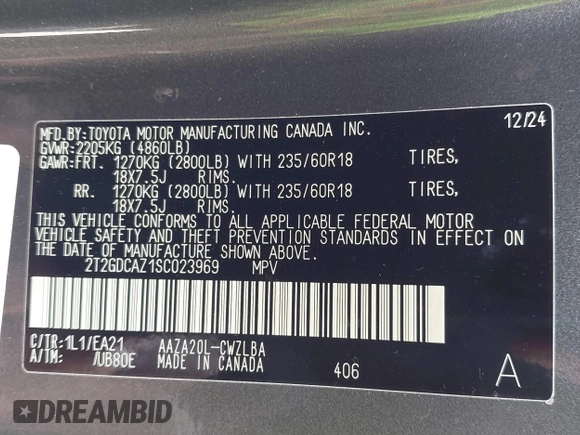 MFD.BY:TOYOTA MOTOR MANUFACTURING CANADA INC. 12/24
GVWR:2205KG (4860LB)
GAWR:FRT. 1270KG (2800LB) WITH 235/60R18 TIRES,
18X7.5J RIMS.
RR. 1270KG (2800LB) WITH 235/60R18 TIRES,
18X7.5J RIMS.
THIS VEHICLE CONFORMS TO ALL APPLICABLE FEDERAL MOTOR
VEHICLE SAFETY AND THEFT PREVENTION STANDARDS IN EFFECT ON
THE DATE OF MANUFACTURE SHOWN ABOVE.
2T2GDCAZ1SC023969 MPV
C/TR:1L1/EA21 AAZA20L-CWZLBA
A/TM: /UB80E MADE IN CANADA 406 A
DREAMBID